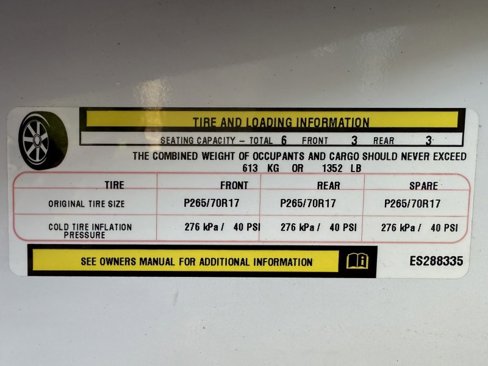 TIRE AND LOADING INFORMATION
SEATING CAPACITY – TOTAL 6 FRONT 3 REAR 3
THE COMBINED WEIGHT OF OCCUPANTS AND CARGO SHOULD NEVER EXCEED
613 KG OR 1352 LB
TIRE FRONT REAR SPARE
ORIGINAL TIRE SIZE P265/70R17 P265/70R17 P265/70R17
COLD TIRE INFLATION PRESSURE 276 kPa / 40 PSI 276 kPa / 40 PSI 276 kPa / 40 PSI
SEE OWNERS MANUAL FOR ADDITIONAL INFORMATION ES288335